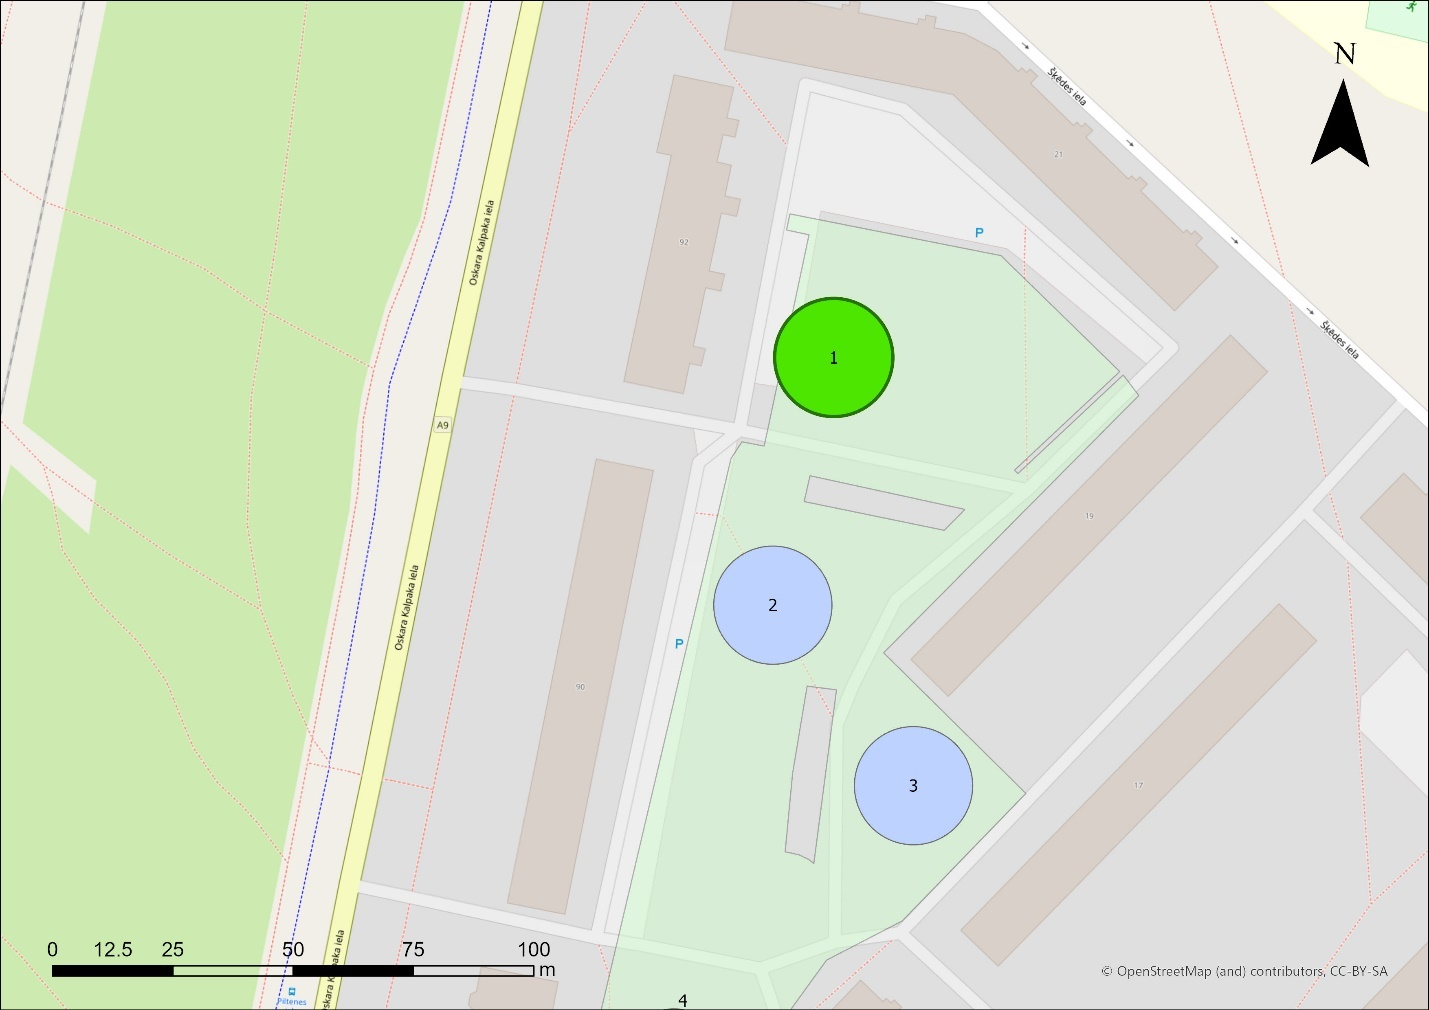 N
Šķēdes iela
21
Oskara Kalpaka iela
92
P
1
Šķēdes iela
A9
19
2
Oskara Kalpaka iela
P
90
3
17
0 12.5 25 50 75 100
m
Oskara Kalpaka iela
© OpenStreetMap (and) contributors, CC-BY-SA
Piltenes
4